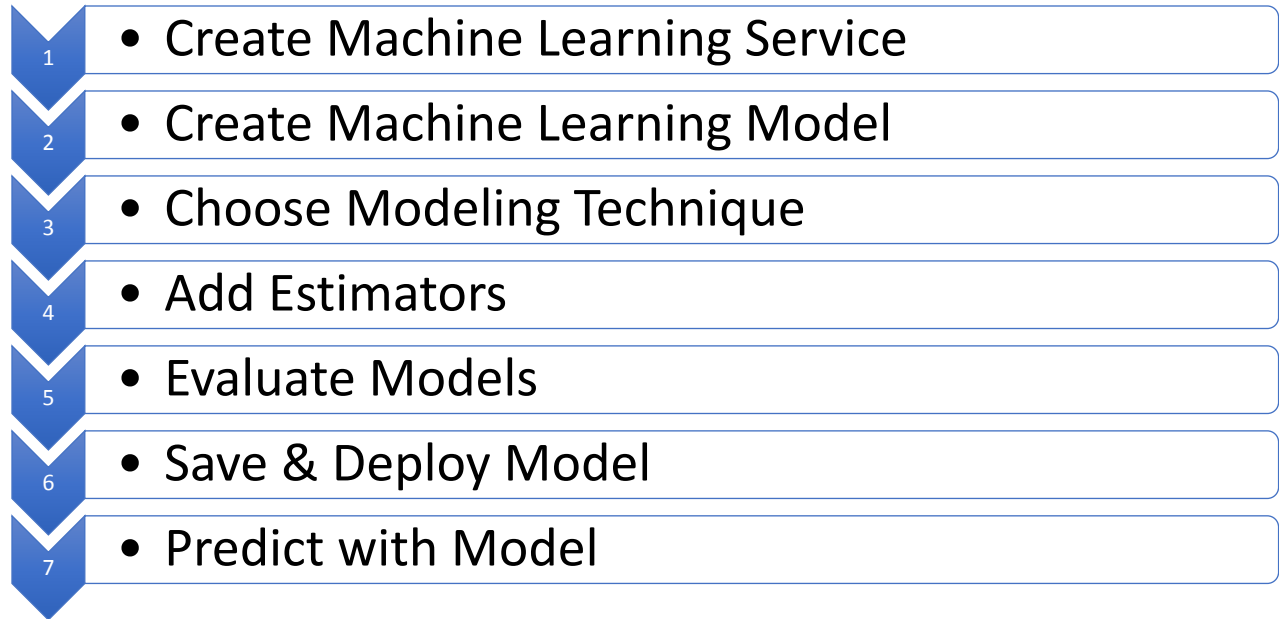 1
• Create Machine Learning Service
2
• Create Machine Learning Model
3
• Choose Modeling Technique
4
• Add Estimators
5
• Evaluate Models
6
• Save & Deploy Model
7
• Predict with Model